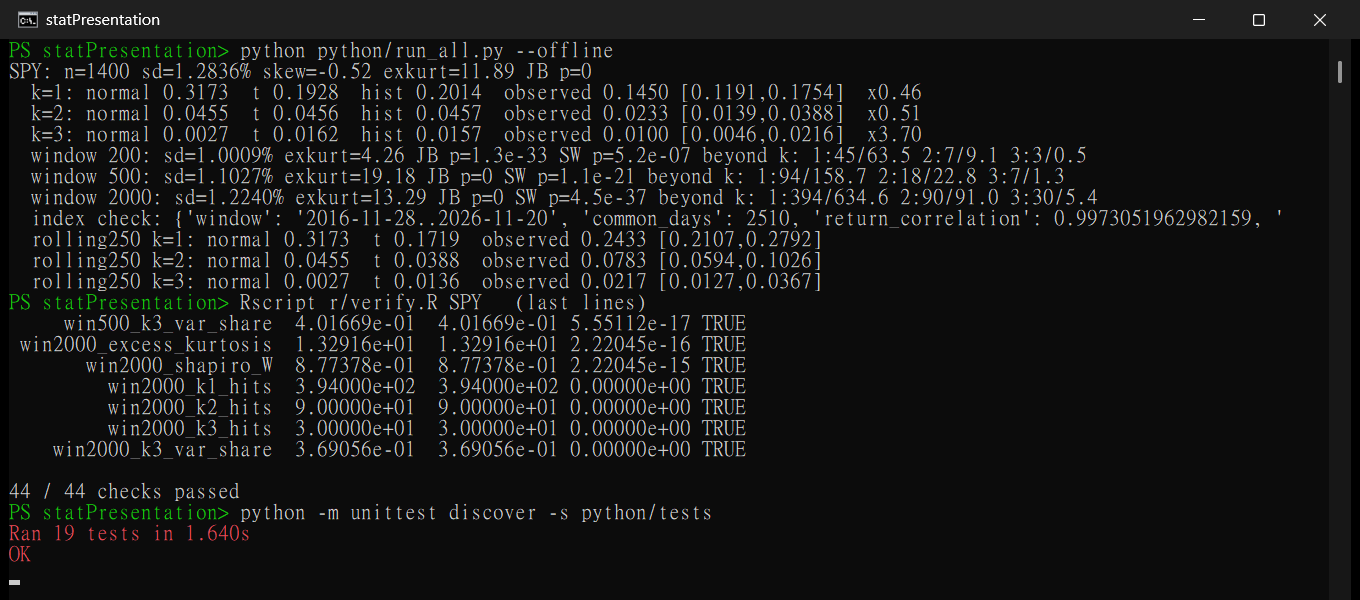 statPresentation
PS statPresentation> python python/run_all.py --offline
SPY: n=1400 sd=1.2836% skew=-0.52 exkurt=11.89 JB p=0
  k=1: normal 0.3173  t 0.1928  hist 0.2014  observed 0.1450 [0.1191,0.1754]  x0.46
  k=2: normal 0.0455  t 0.0456  hist 0.0457  observed 0.0233 [0.0139,0.0388]  x0.51
  k=3: normal 0.0027  t 0.0162  hist 0.0157  observed 0.0100 [0.0046,0.0216]  x3.70
  window 200: sd=1.0009% exkurt=4.26 JB p=1.3e-33 SW p=5.2e-07 beyond k: 1:45/63.5 2:7/9.1 3:3/0.5
  window 500: sd=1.1027% exkurt=19.18 JB p=0 SW p=1.1e-21 beyond k: 1:94/158.7 2:18/22.8 3:7/1.3
  window 2000: sd=1.2240% exkurt=13.29 JB p=0 SW p=4.5e-37 beyond k: 1:394/634.6 2:90/91.0 3:30/5.4
  index check: {'window': '2016-11-28..2026-11-20', 'common_days': 2510, 'return_correlation': 0.9973051962982159, '
  rolling250 k=1: normal 0.3173  t 0.1719  observed 0.2433 [0.2107,0.2792]
  rolling250 k=2: normal 0.0455  t 0.0388  observed 0.0783 [0.0594,0.1026]
  rolling250 k=3: normal 0.0027  t 0.0136  observed 0.0217 [0.0127,0.0367]
PS statPresentation> Rscript r/verify.R SPY   (last lines)
     win500_k3_var_share  4.01669e-01  4.01669e-01 5.55112e-17 TRUE
 win2000_excess_kurtosis  1.32916e+01  1.32916e+01 2.22045e-16 TRUE
       win2000_shapiro_W  8.77378e-01  8.77378e-01 2.22045e-15 TRUE
         win2000_k1_hits  3.94000e+02  3.94000e+02 0.00000e+00 TRUE
         win2000_k2_hits  9.00000e+01  9.00000e+01 0.00000e+00 TRUE
         win2000_k3_hits  3.00000e+01  3.00000e+01 0.00000e+00 TRUE
    win2000_k3_var_share  3.69056e-01  3.69056e-01 0.00000e+00 TRUE
44 / 44 checks passed
PS statPresentation> python -m unittest discover -s python/tests
Ran 19 tests in 1.640s
OK